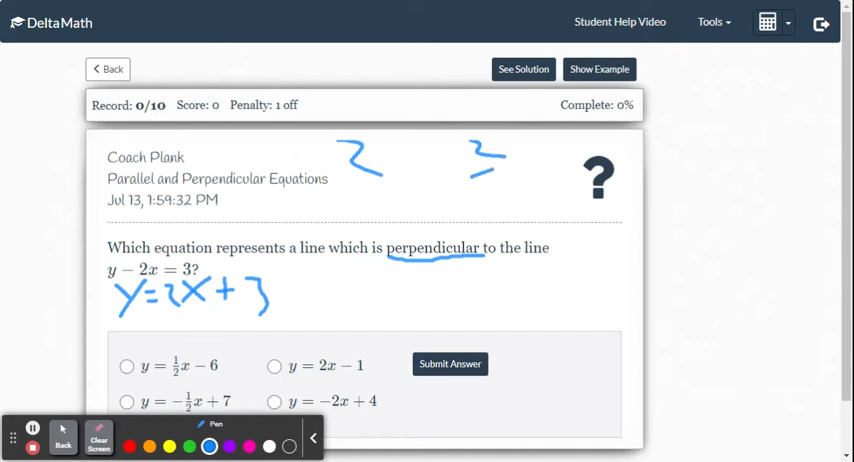 DeltaMath
Student Help Video Tools
Back
See Solution Show Example
Record: 0/10 Score: 0 Penalty: 1 off Complete: 0%
Coach Plank
Parallel and Perpendicular Equations
Jul 13, 1:59:32 PM
2
?
Which equation represents a line which is perpendicular to the line
y − 2x = 3?
y=2x+3
y = 1/2x − 6 y = 2x − 1 Submit Answer
y = −1/2x + 7 y = −2x + 4
Pen
Back
Clear
Screen